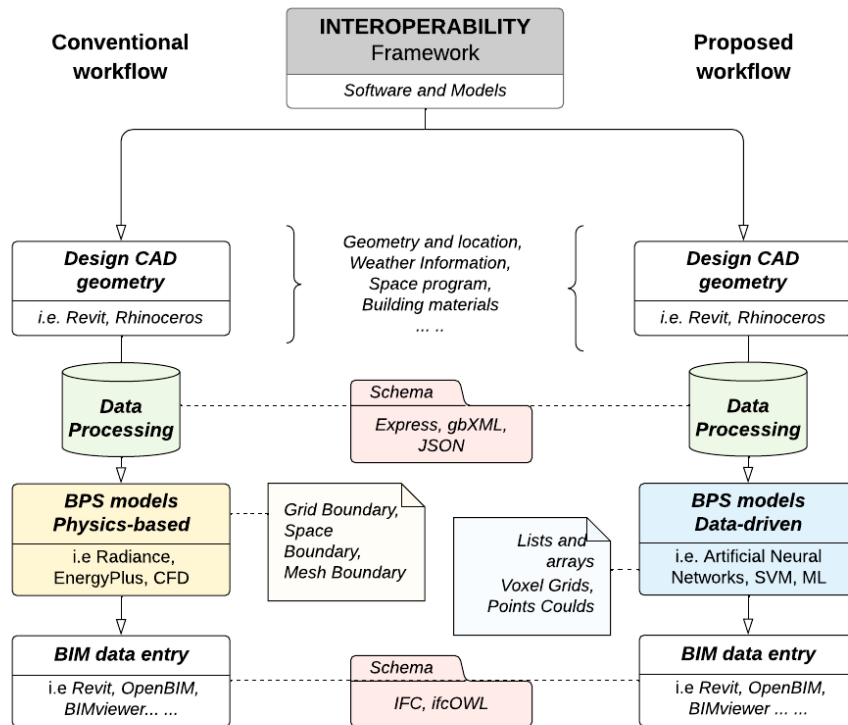 Conventional
workflow
INTEROPERABILITY
Framework
Software and Models
Proposed
workflow
Design CAD
geometry
i.e. Revit, Rhinoceros
Geometry and location,
Weather Information,
Space program,
Building materials
... ..
Design CAD
geometry
i.e. Revit, Rhinoceros
Data
Processing
Schema
Express, gbXML,
JSON
Data
Processing
BPS models
Physics-based
i.e Radiance,
EnergyPlus, CFD
Grid Boundary,
Space
Boundary,
Mesh Boundary
Lists and
arrays
Voxel Grids,
Points Coulds
BPS models
Data-driven
i.e. Artificial Neural
Networks, SVM, ML
BIM data entry
i.e Revit, OpenBIM,
BIMviewer... ...
Schema
IFC, ifcOWL
BIM data entry
i.e Revit, OpenBIM,
BIMviewer ... ...